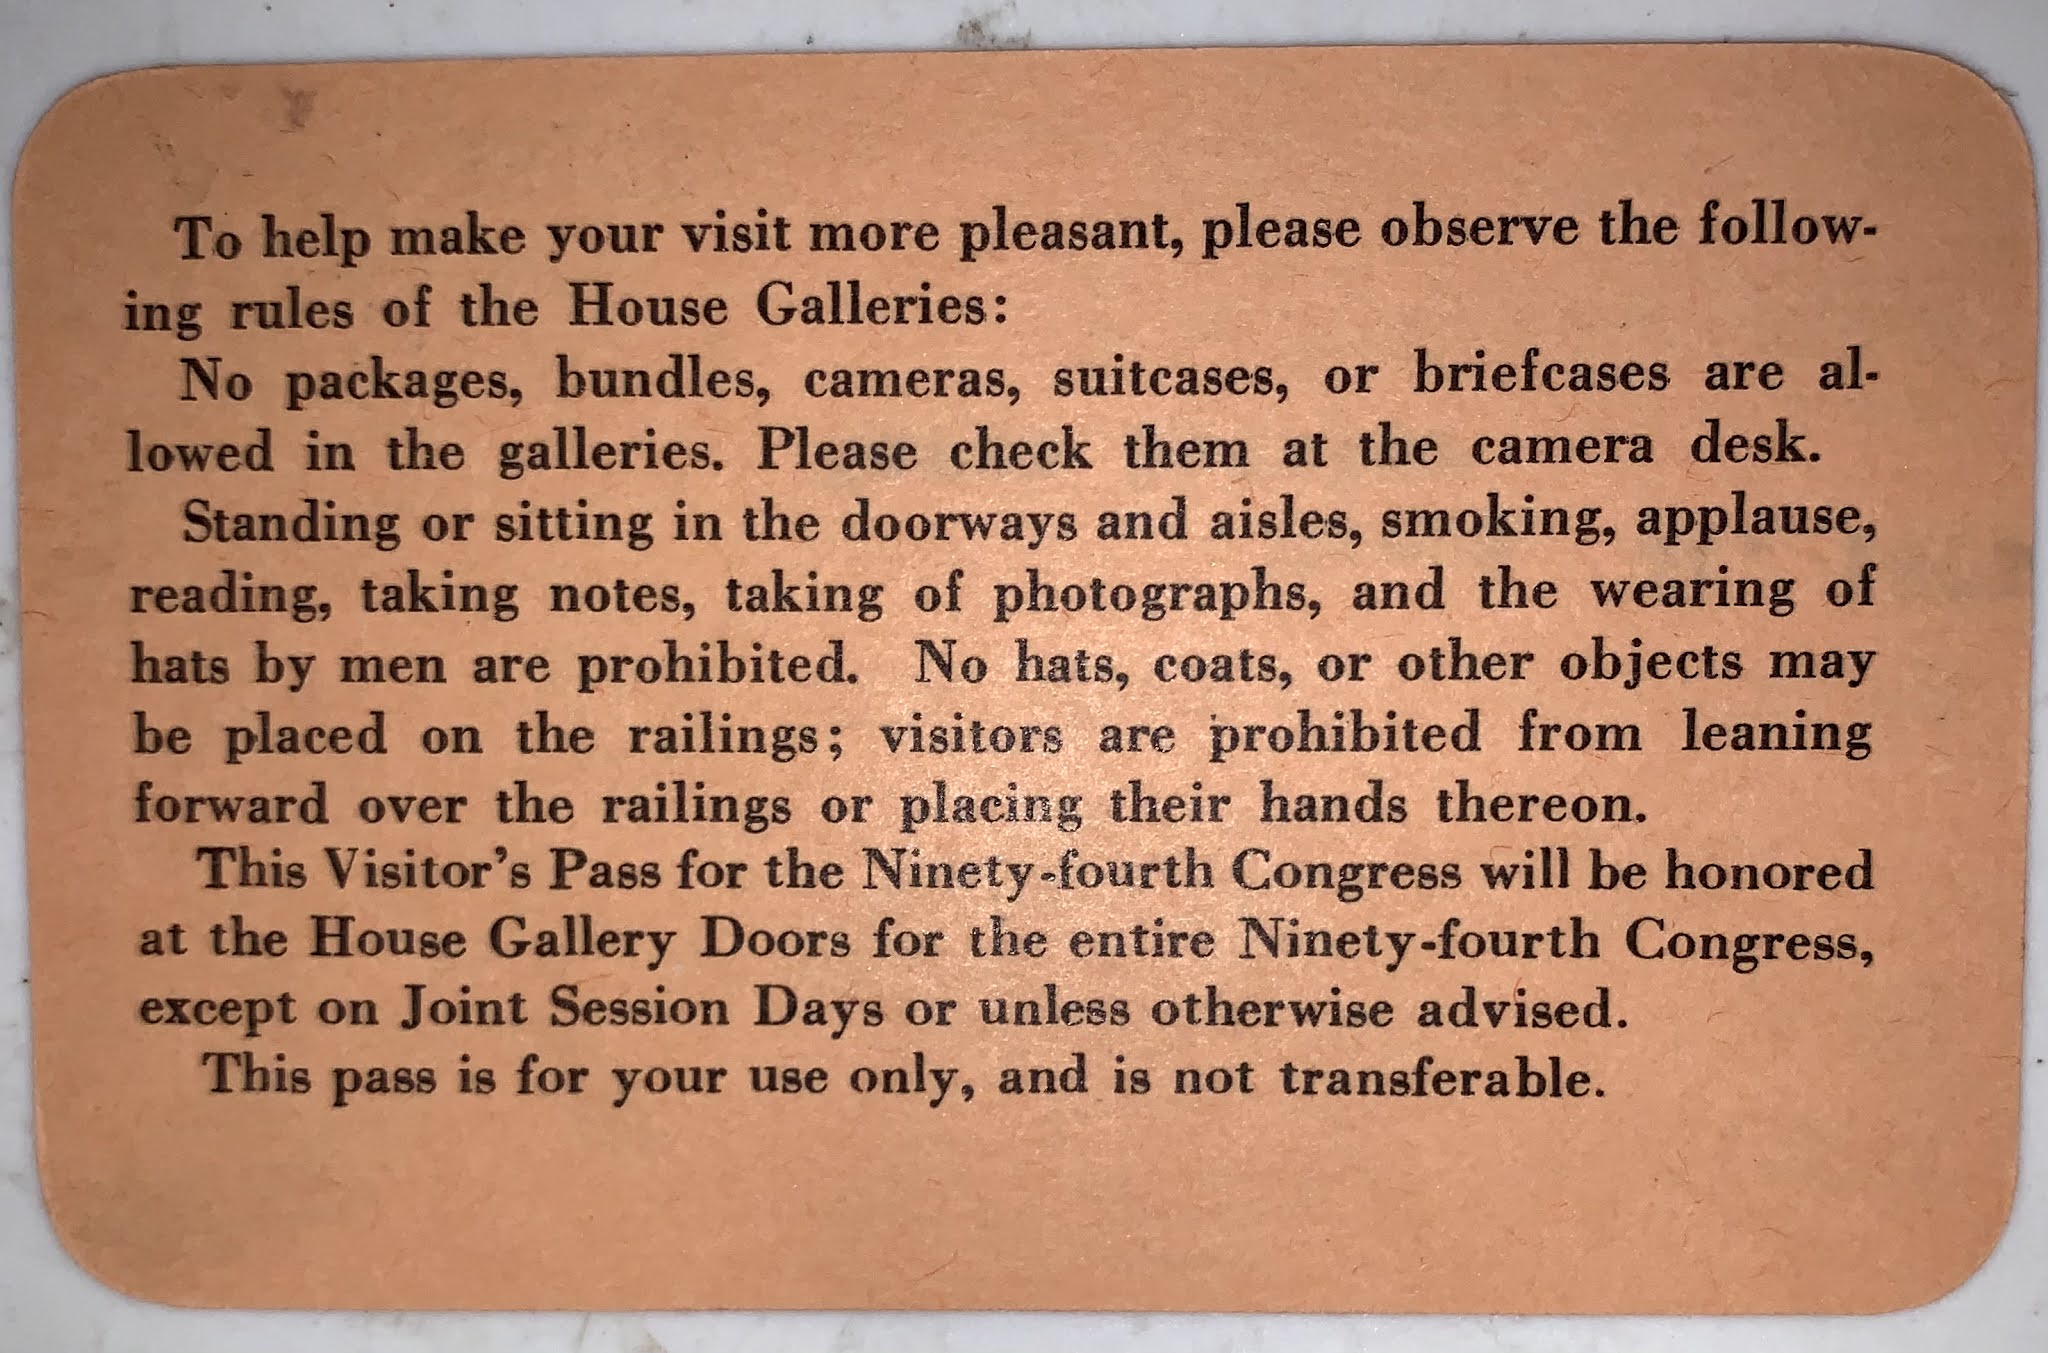 To help make your visit more pleasant, please observe the follow-
ing rules of the House Galleries:
No packages, bundles, cameras, suitcases, or briefcases are al-
lowed in the galleries. Please check them at the camera desk.
Standing or sitting in the doorways and aisles, smoking, applause,
reading, taking notes, taking of photographs, and the wearing of
hats by men are prohibited. No hats, coats, or other objects may
be placed on the railings; visitors are prohibited from leaning
forward over the railings or placing their hands thereon.
This Visitor's Pass for the Ninety-fourth Congress will be honored
at the House Gallery Doors for the entire Ninety-fourth Congress,
except on Joint Session Days or unless otherwise advised.
This pass is for your use only, and is not transferable.